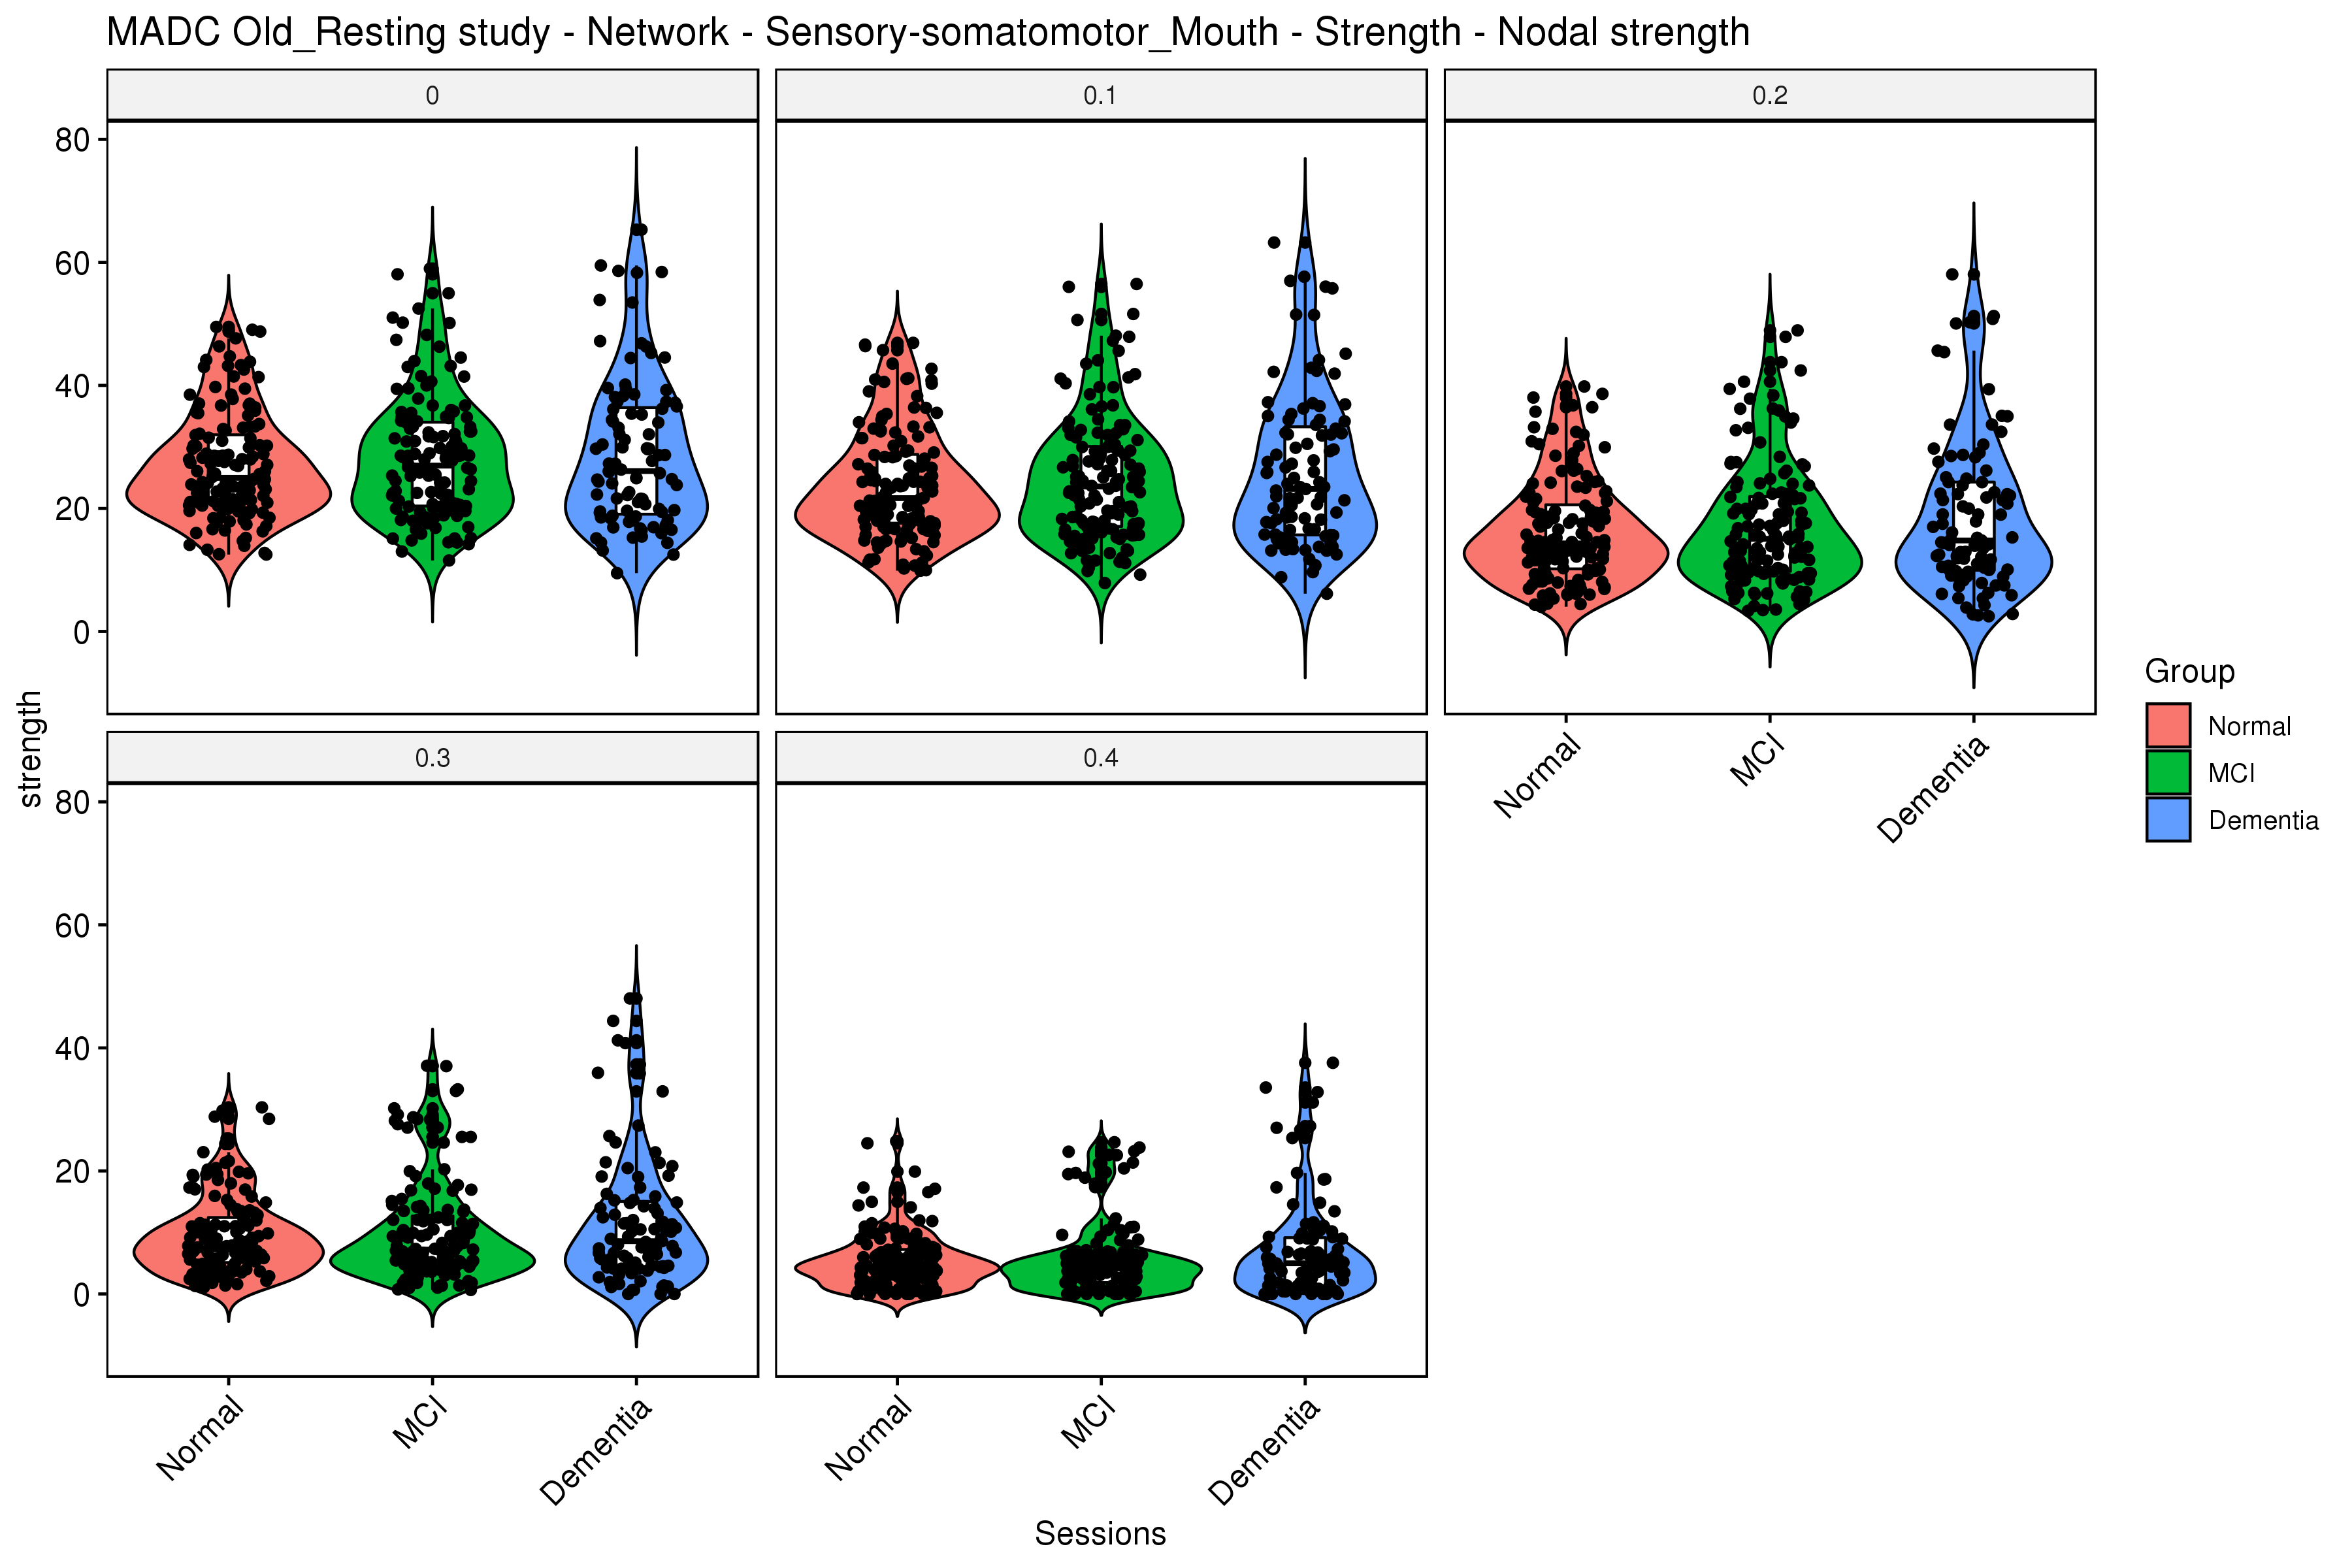 MADC Old_Resting study - Network - Sensory-somatomotor_Mouth - Strength - Nodal strength
0
0.1
0.2
80
60
40
20
0
Normal
MCI
Dementia
strength
Group
Normal
MCI
Dementia
0.3
0.4
80
60
40
20
0
Normal
MCI
Dementia
Normal
MCI
Dementia
Sessions